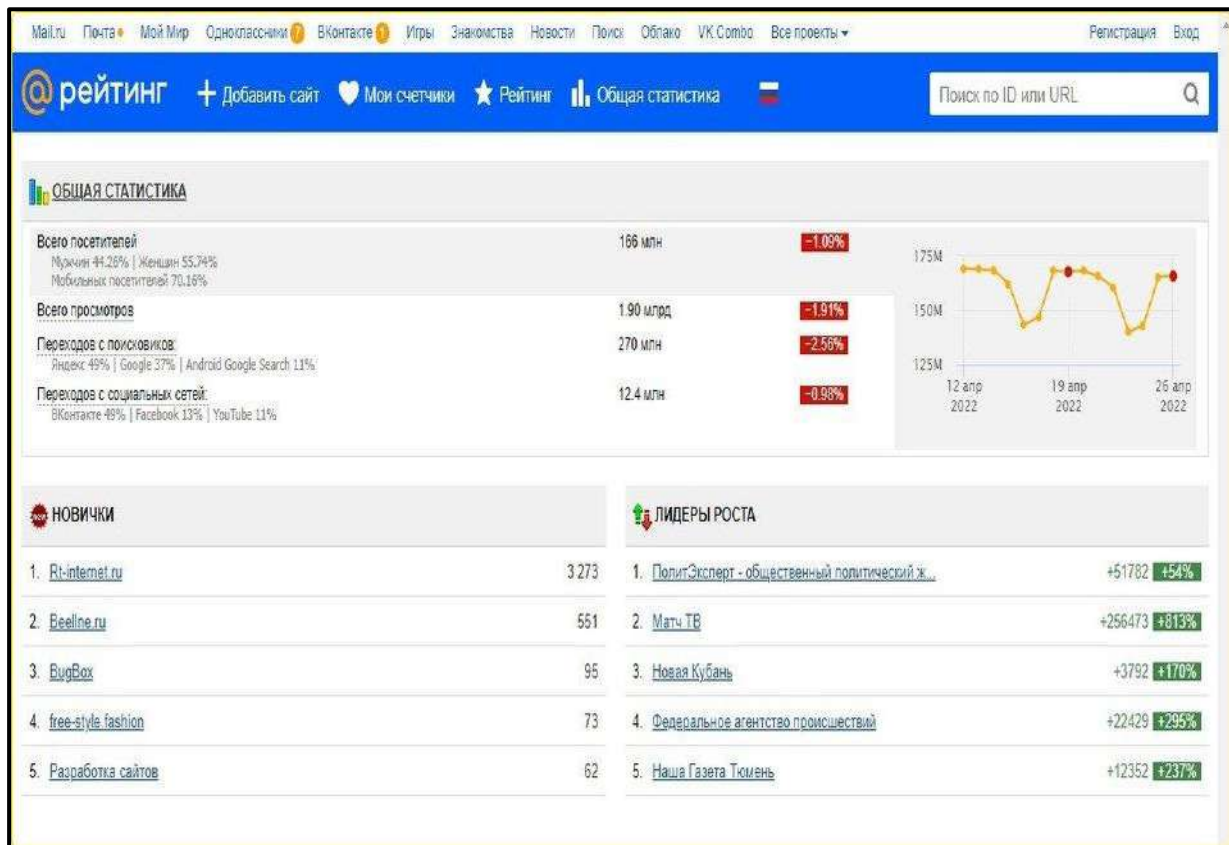 Mail.ru Почта Мой Мир Одноклассники 7 ВКонтакте 1 Игры Знакомства Новости Поиск Облако VK Combo Все проекты Регистрация Вход
@ рейтинг + Добавить сайт Мои счетчики Рейтинг Общая статистика Поиск по ID или URL
ОБЩАЯ СТАТИСТИКА
Всего посетителей 166 млн -1.09%
Мужчин 44.26% | Женщин 55.74%
Мобильных посетителей 70.16%
Всего просмотров 1.90 млрд -1.91%
Переходов с поисковиков: 270 млн -2.56%
Яндекс 49% | Google 37% | Android Google Search 11%
Переходов с социальных сетей: 12.4 млн -0.98%
ВКонтакте 49% | Facebook 13% | YouTube 11%
175M
150M
125M
12 апр 19 апр 26 апр
2022 2022 2022
НОВИЧКИ
1. Rt-internet.ru 3 273
2. Beeline.ru 551
3. BugBox 95
4. free-style fashion 73
5. Разработка сайтов 62
ЛИДЕРЫ РОСТА
1. ПолитЭксперт - общественный политический ж... +51782 +54%
2. Матч ТВ +256473 +813%
3. Новая Кубань +3792 +170%
4. Федеральное агентство происшествий +22429 +295%
5. Наша Газета Тюмень +12352 +237%